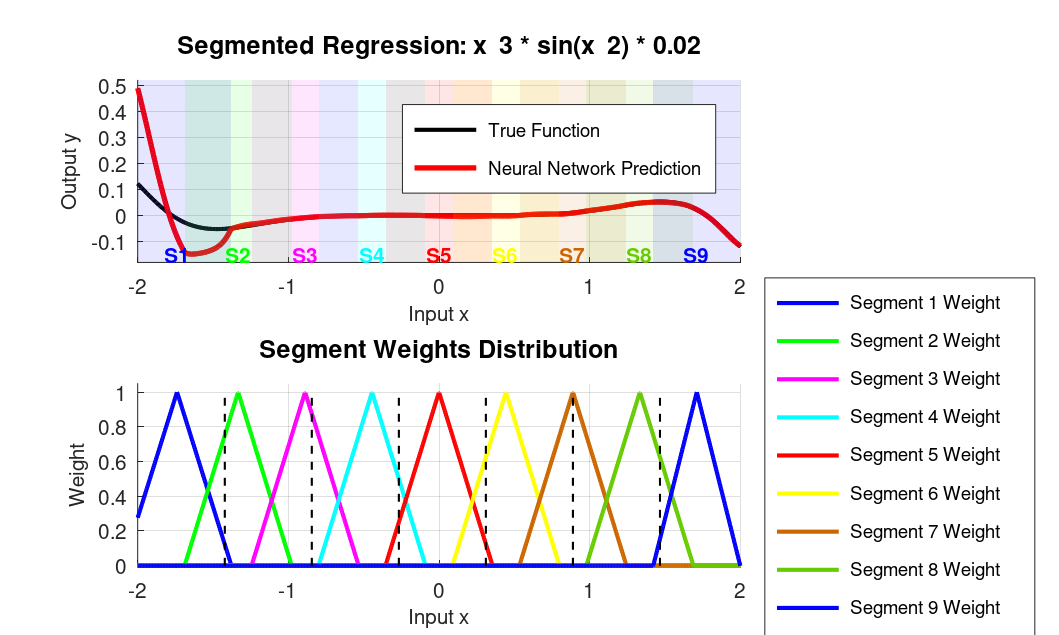 Segmented Regression: x 3 * sin(x 2) * 0.02
Output y
0.5
0.4
0.3
0.2
0.1
0
-0.1
True Function
Neural Network Prediction
S1 S2 S3 S4 S5 S6 S7 S8 S9
-2 -1 0 1 2
Input x
Segment Weights Distribution
Weight
1
0.8
0.6
0.4
0.2
0
-2 -1 0 1 2
Input x
Segment 1 Weight
Segment 2 Weight
Segment 3 Weight
Segment 4 Weight
Segment 5 Weight
Segment 6 Weight
Segment 7 Weight
Segment 8 Weight
Segment 9 Weight